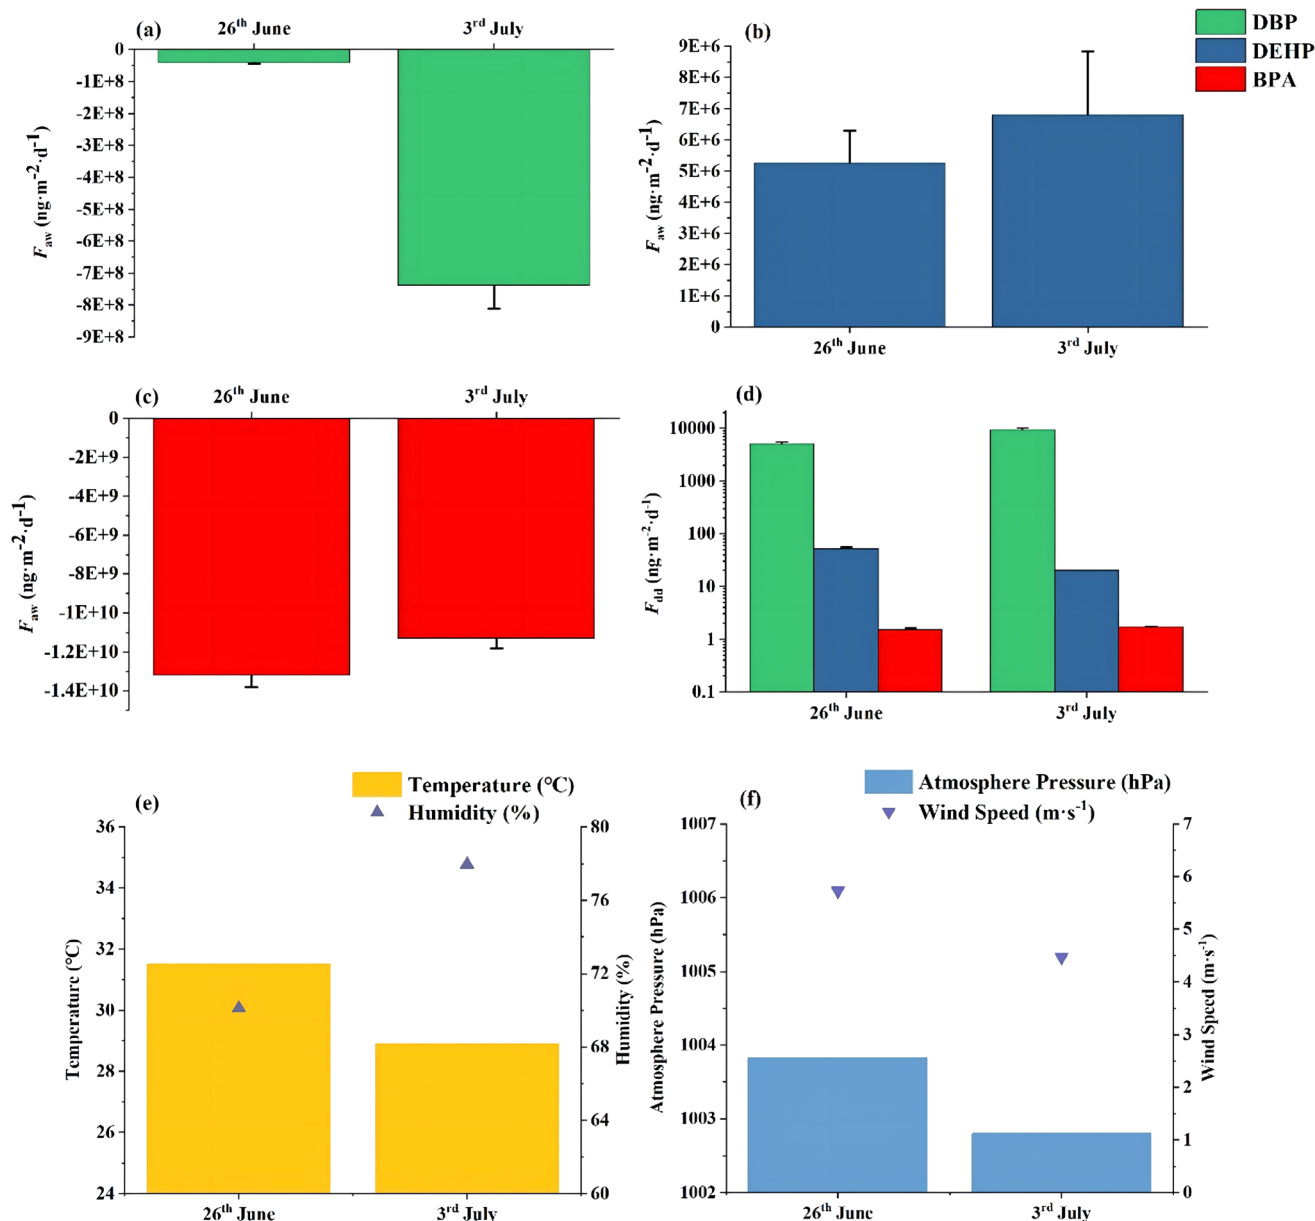 (a)
26th June
3rd July
0
-1E+8
-2E+8
-3E+8
-4E+8
-5E+8
-6E+8
-7E+8
-8E+8
-9E+8
Faw (ng·m-2·d-1)
(b)
DBP
DEHP
BPA
9E+6
8E+6
7E+6
6E+6
5E+6
4E+6
3E+6
2E+6
1E+6
0
Faw (ng·m-2·d-1)
26th June
3rd July
(c)
26th June
3rd July
0
-2E+9
-4E+9
-6E+9
-8E+9
-1E+10
-1.2E+10
-1.4E+10
Faw (ng·m-2·d-1)
(d)
10000
1000
100
10
1
0.1
Fdd (ng·m-2·d-1)
26th June
3rd July
(e)
Temperature (°C)
Humidity (%)
36
34
32
30
28
26
24
Temperature (°C)
80
76
72
68
64
60
Humidity (%)
26th June
3rd July
(f)
Atmosphere Pressure (hPa)
Wind Speed (m·s-1)
1007
1006
1005
1004
1003
1002
Atmosphere Pressure (hPa)
7
6
5
4
3
2
1
0
Wind Speed (m·s-1)
26th June
3rd July